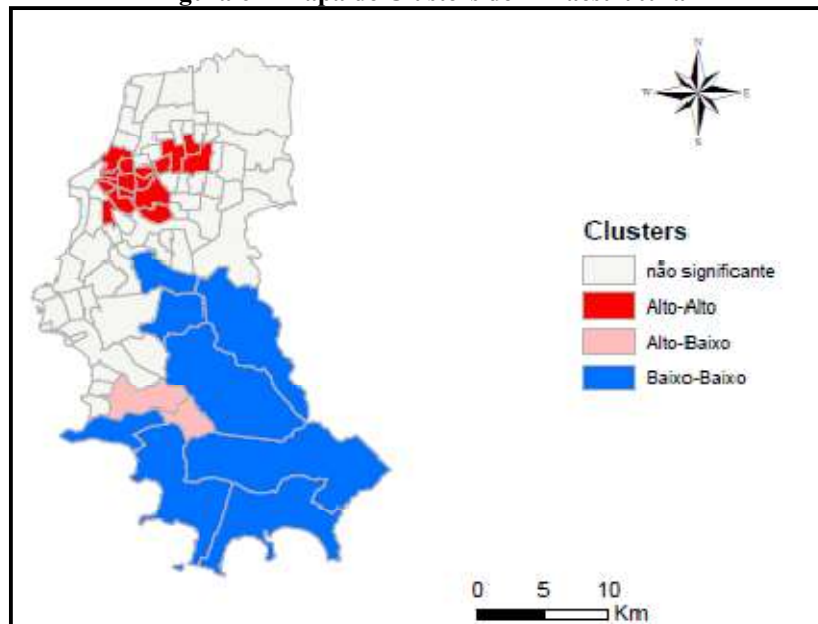 N
W E
S
Clusters
não significante
Alto-Alto
Alto-Baixo
Baixo-Baixo
0 5 10
Km